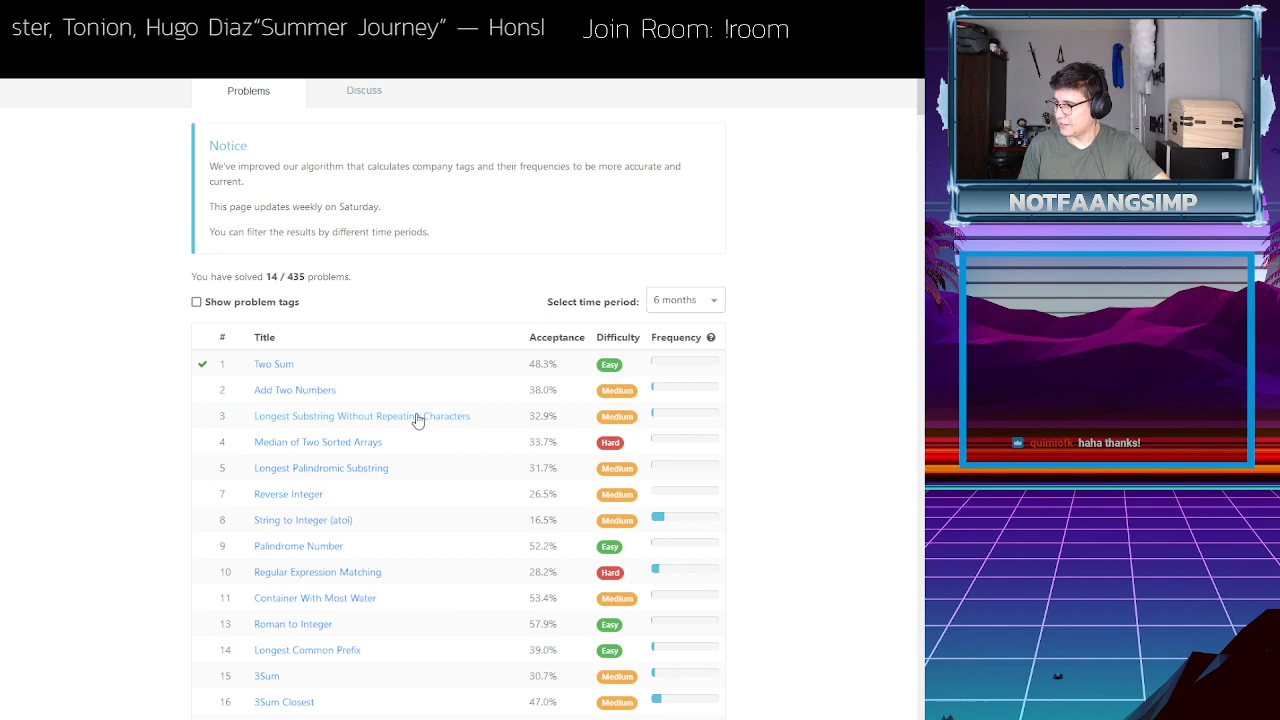 ster, Tonion, Hugo Diaz“Summer Journey” — Honsl
Join Room: !room
Problems
Discuss
Notice
We've improved our algorithm that calculates company tags and their frequencies to be more accurate and
current.
This page updates weekly on Saturday.
You can filter the results by different time periods.
You have solved 14 / 435 problems.
Show problem tags
Select time period: 6 months
# Title Acceptance Difficulty Frequency
1 Two Sum 48.3% Easy
2 Add Two Numbers 38.0% Medium
3 Longest Substring Without Repeating Characters 32.9% Medium
4 Median of Two Sorted Arrays 33.7% Hard
5 Longest Palindromic Substring 31.7% Medium
7 Reverse Integer 26.5% Medium
8 String to Integer (atoi) 16.5% Medium
9 Palindrome Number 52.2% Easy
10 Regular Expression Matching 28.2% Hard
11 Container With Most Water 53.4% Medium
13 Roman to Integer 57.9% Easy
14 Longest Common Prefix 39.0% Easy
15 3Sum 30.7% Medium
16 3Sum Closest 47.0% Medium
NOTFAANGSIMP
quimiofk haha thanks!